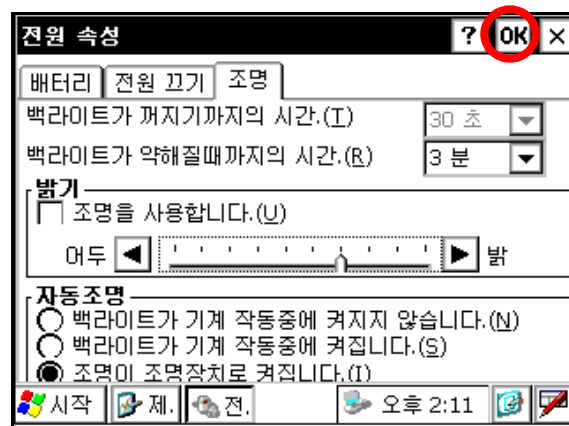 전원 속성 ? OK ×
배터리 전원 끄기 조명
백라이트가 꺼지기까지의 시간.(T) 30 초
백라이트가 약해질때까지의 시간.(R) 3 분
밝기
조명을 사용합니다.(U)
어두 밝
자동조명
백라이트가 기계 작동중에 켜지지 않습니다.(N)
백라이트가 기계 작동중에 켜집니다.(S)
조명이 조명장치로 켜집니다.(I)
시작 제. 전. 오후 2:11